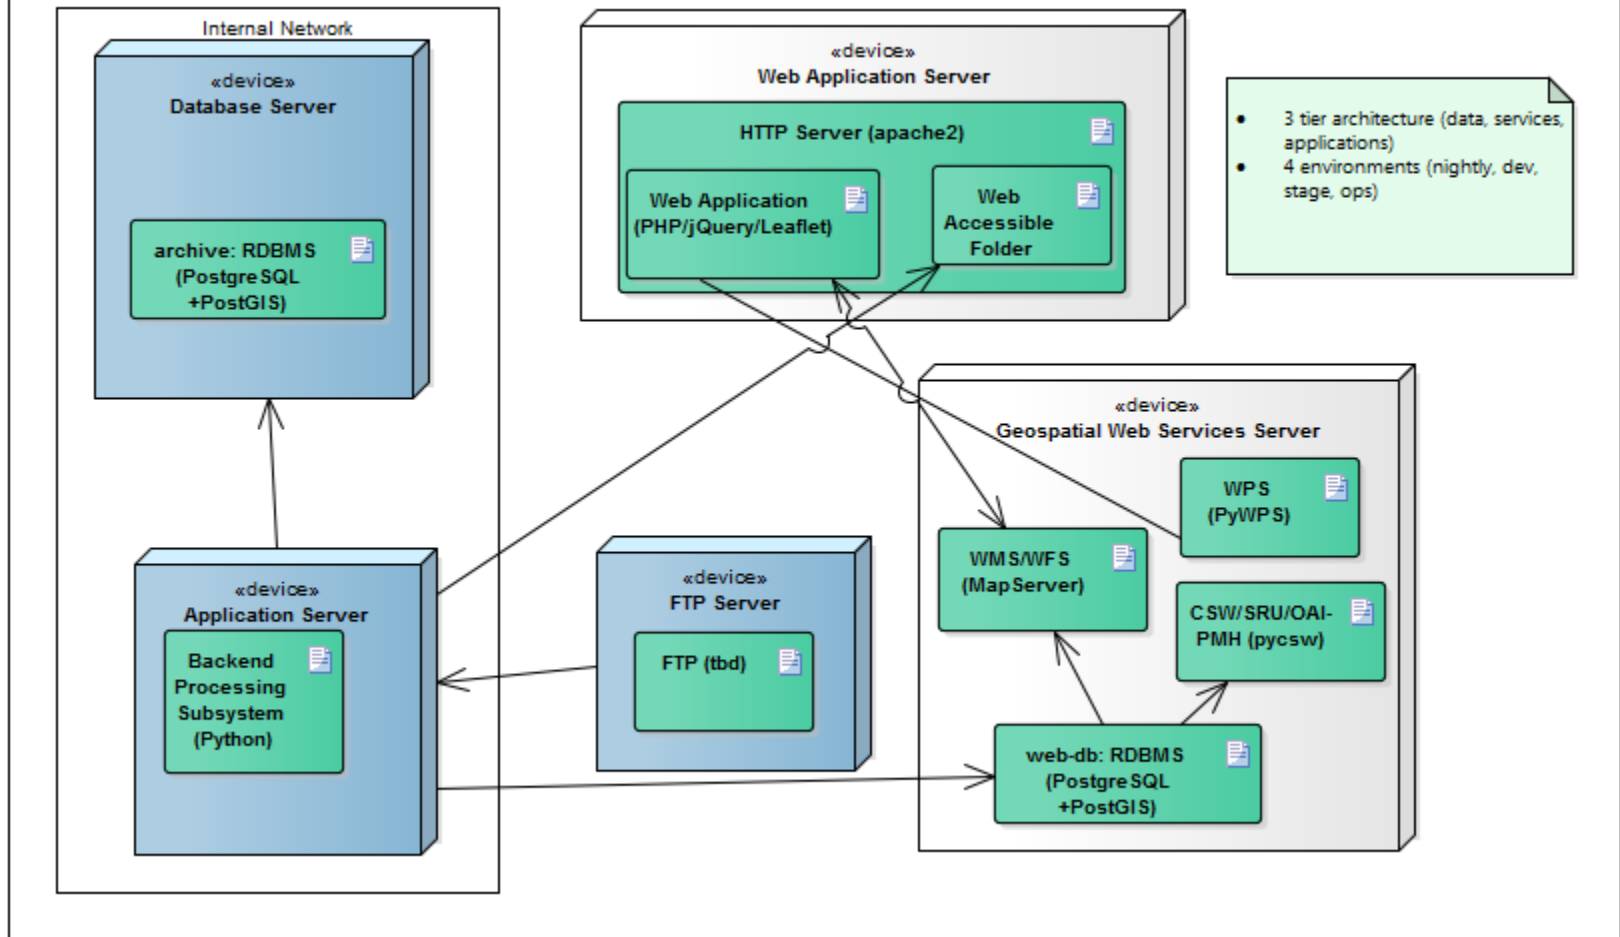 Internal Network
«device»
Database Server
archive: RDBMS
(PostgreSQL
+PostGIS)
«device»
Web Application Server
HTTP Server (apache2)
Web Application
(PHP/jQuery/Leaflet)
Web
Accessible
Folder
• 3 tier architecture (data, services,
applications)
• 4 environments (nightly, dev,
stage, ops)
«device»
Application Server
Backend
Processing
Subsystem
(Python)
«device»
FTP Server
FTP (tbd)
«device»
Geospatial Web Services Server
WPS
(PyWPS)
WMS/WFS
(MapServer)
CSW/SRU/OAI-
PMH (pycsw)
web-db: RDBMS
(PostgreSQL
+PostGIS)